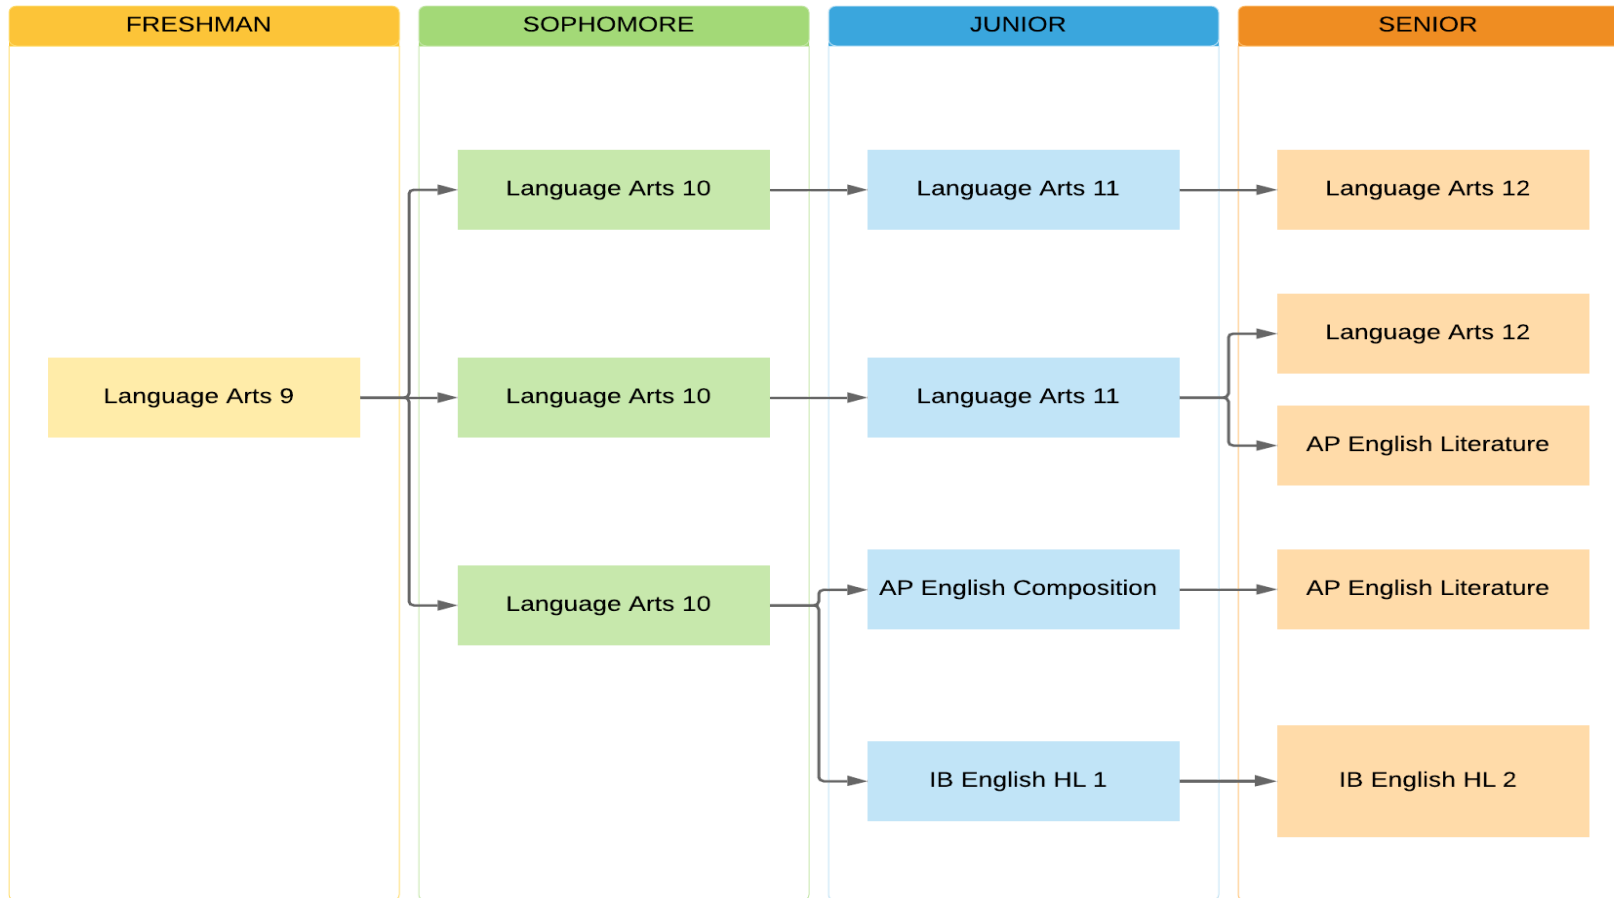 FRESHMAN
SOPHOMORE
JUNIOR
SENIOR
Language Arts 10
Language Arts 11
Language Arts 12
Language Arts 12
Language Arts 9
Language Arts 10
Language Arts 11
AP English Literature
Language Arts 10
AP English Composition
AP English Literature
IB English HL 1
IB English HL 2